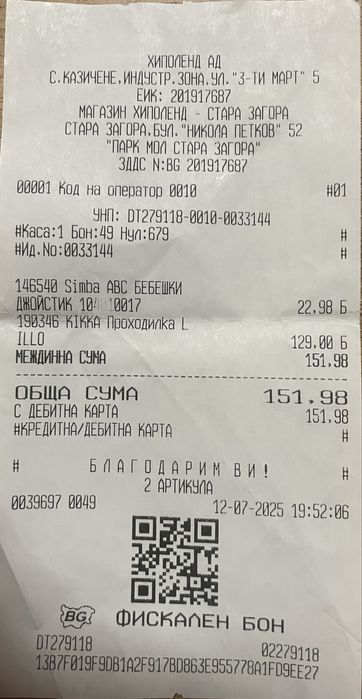 ХИПОЛЕНД АД
С.КАЗИЧЕНЕ,ИНДУСТР.ЗОНА,УЛ."3-ТИ МАРТ" 5
ЕИК: 201917687
МАГАЗИН ХИПОЛЕНД - СТАРА ЗАГОРА
СТАРА ЗАГОРА,БУЛ."НИКОЛА ПЕТКОВ" 52
"ПАРК МОЛ СТАРА ЗАГОРА"
ЗДДС N:BG 201917687
00001 Код на оператор 0010 #01
УНП: DT279118-0010-0033144
#Каса:1 Бон:49 Нул:679 #
#Ид.No:0033144 #
146540 Simba ABC БЕБЕШКИ
ДЖОЙСТИК 104010017 22,98 Б
190346 KIKKA Проходилка L
ILLO 129,00 Б
МЕЖДИННА СУМА 151,98
ОБЩА СУМА 151,98
С ДЕБИТНА КАРТА 151,98
#КРЕДИТНА/ДЕБИТНА КАРТА #
# БЛАГОДАРИМ ВИ! #
2 АРТИКУЛА
0039697 0049 12-07-2025 19:52:06
BG ФИСКАЛЕН БОН
DT279118 02279118
13B7F019F9DB1A2F917BD863E955778A1FD9EE27